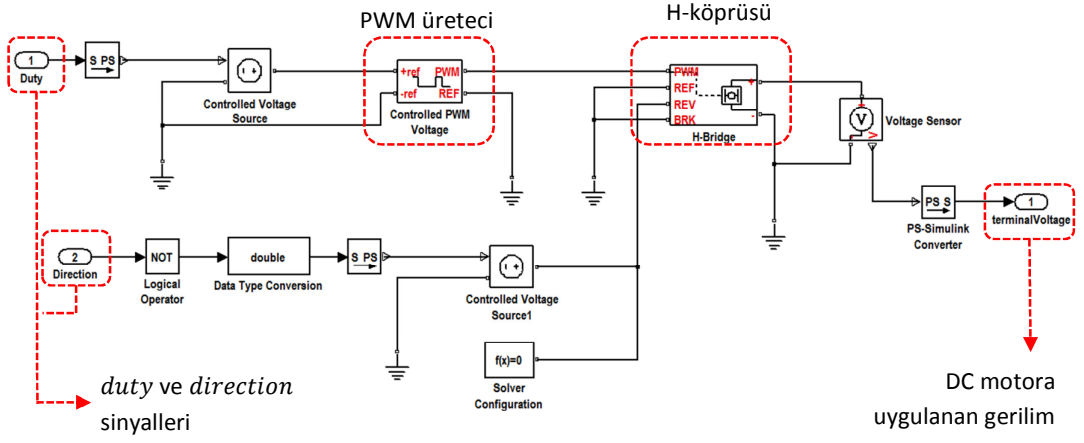 PWM üreteci
H-köprüsü
1
Duty
S PS
Controlled Voltage
Source
+ref
-ref
PWM
REF
Controlled PWM
Voltage
PWM
REF
REV
BRK
+
-
H-Bridge
+
V
V
Voltage Sensor
PS S
PS-Simulink
Converter
1
terminalVoltage
2
Direction
NOT
Logical
Operator
double
Data Type Conversion
S PS
Controlled Voltage
Source1
f(x)=0
Solver
Configuration
duty ve direction
sinyalleri
DC motora
uygulanan gerilim